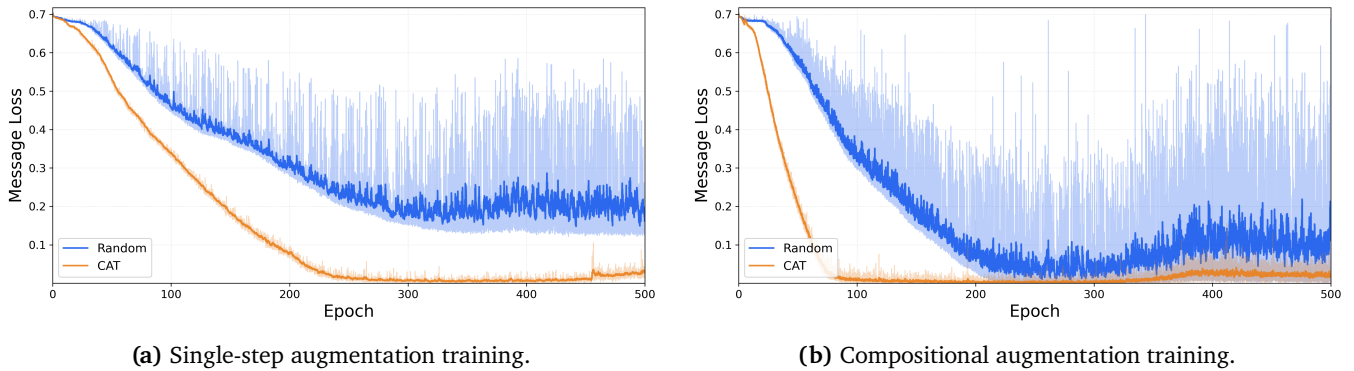 0.7
0.6
0.5
0.4
0.3
0.2
0.1
Message Loss
Random
CAT
0 100 200 300 400 500
Epoch
(a) Single-step augmentation training.
0.7
0.6
0.5
0.4
0.3
0.2
0.1
Message Loss
Random
CAT
0 100 200 300 400 500
Epoch
(b) Compositional augmentation training.